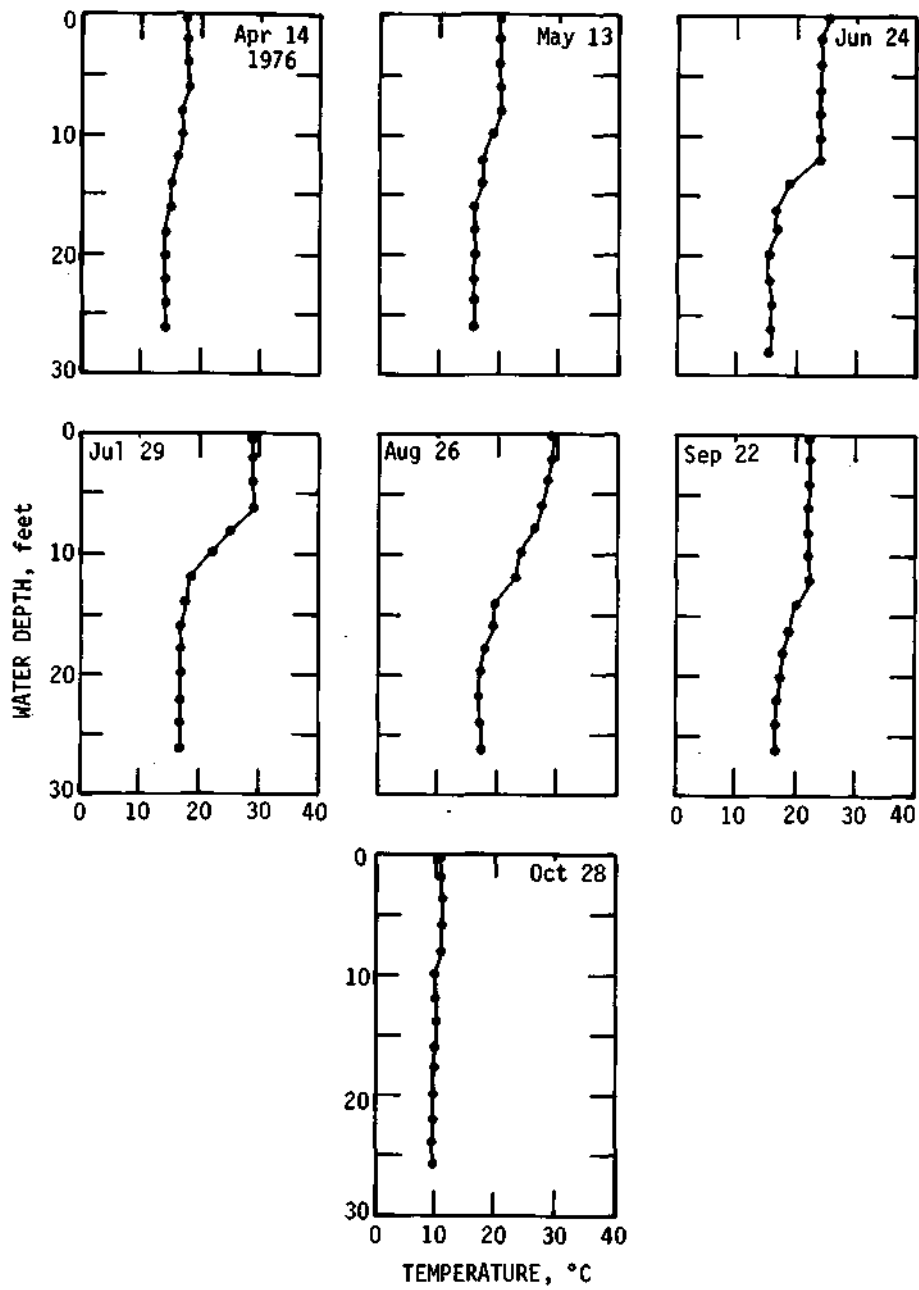 0
Apr 14
1976
May 13
Jun 24
10
20
30
0
Jul 29
Aug 26
Sep 22
WATER DEPTH, feet
10
20
30
0 10 20 30 40
0 10 20 30 40
0
Oct 28
10
20
30
0 10 20 30 40
TEMPERATURE, °C